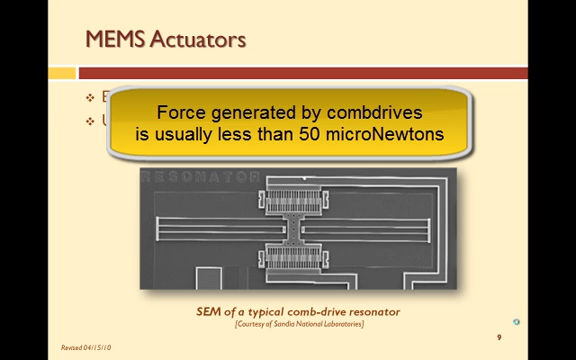 MEMS Actuators
Force generated by combdrives
is usually less than 50 microNewtons
RESONATOR
SEM of a typical comb-drive resonator
[Courtesy of Sandia National Laboratories]
9
Revised 04/15/10